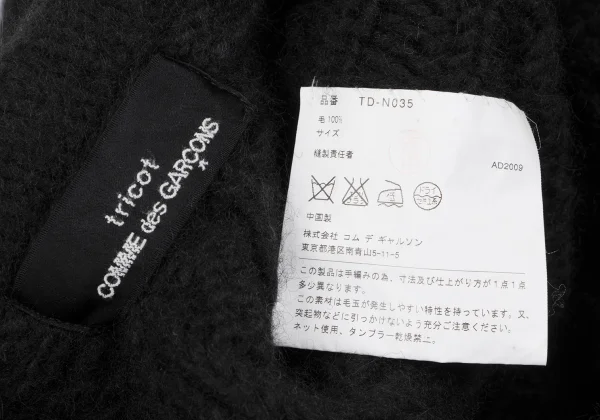 tricot
COMME des GARCONS
*
品番 TD-N035
毛 100%
サイズ
縫製責任者
AD2009
ドライ
中国製
株式会社 コム デ ギャルソン
東京都港区南青山5-11-5
この製品は手編みの為、寸法及び仕上がり方が1点1点
多少異なります。
この素材は毛玉が発生しやすい特性を持っています。又、
突起物などに引っかけないよう充分ご注意ください。
ネット使用、タンブラー乾燥禁止。